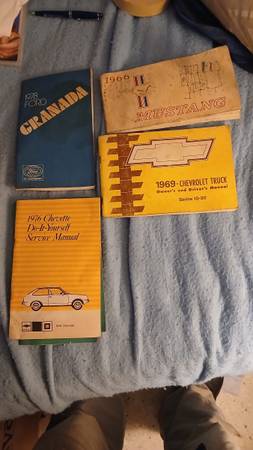 1978
FORD
GRANADA
Ford
1966
MUSTANG
1969-CHEVROLET TRUCK
Owner's and Driver's Manual
Series 10-30
1976 Chevette
Do-It-Yourself
Service Manual
GM